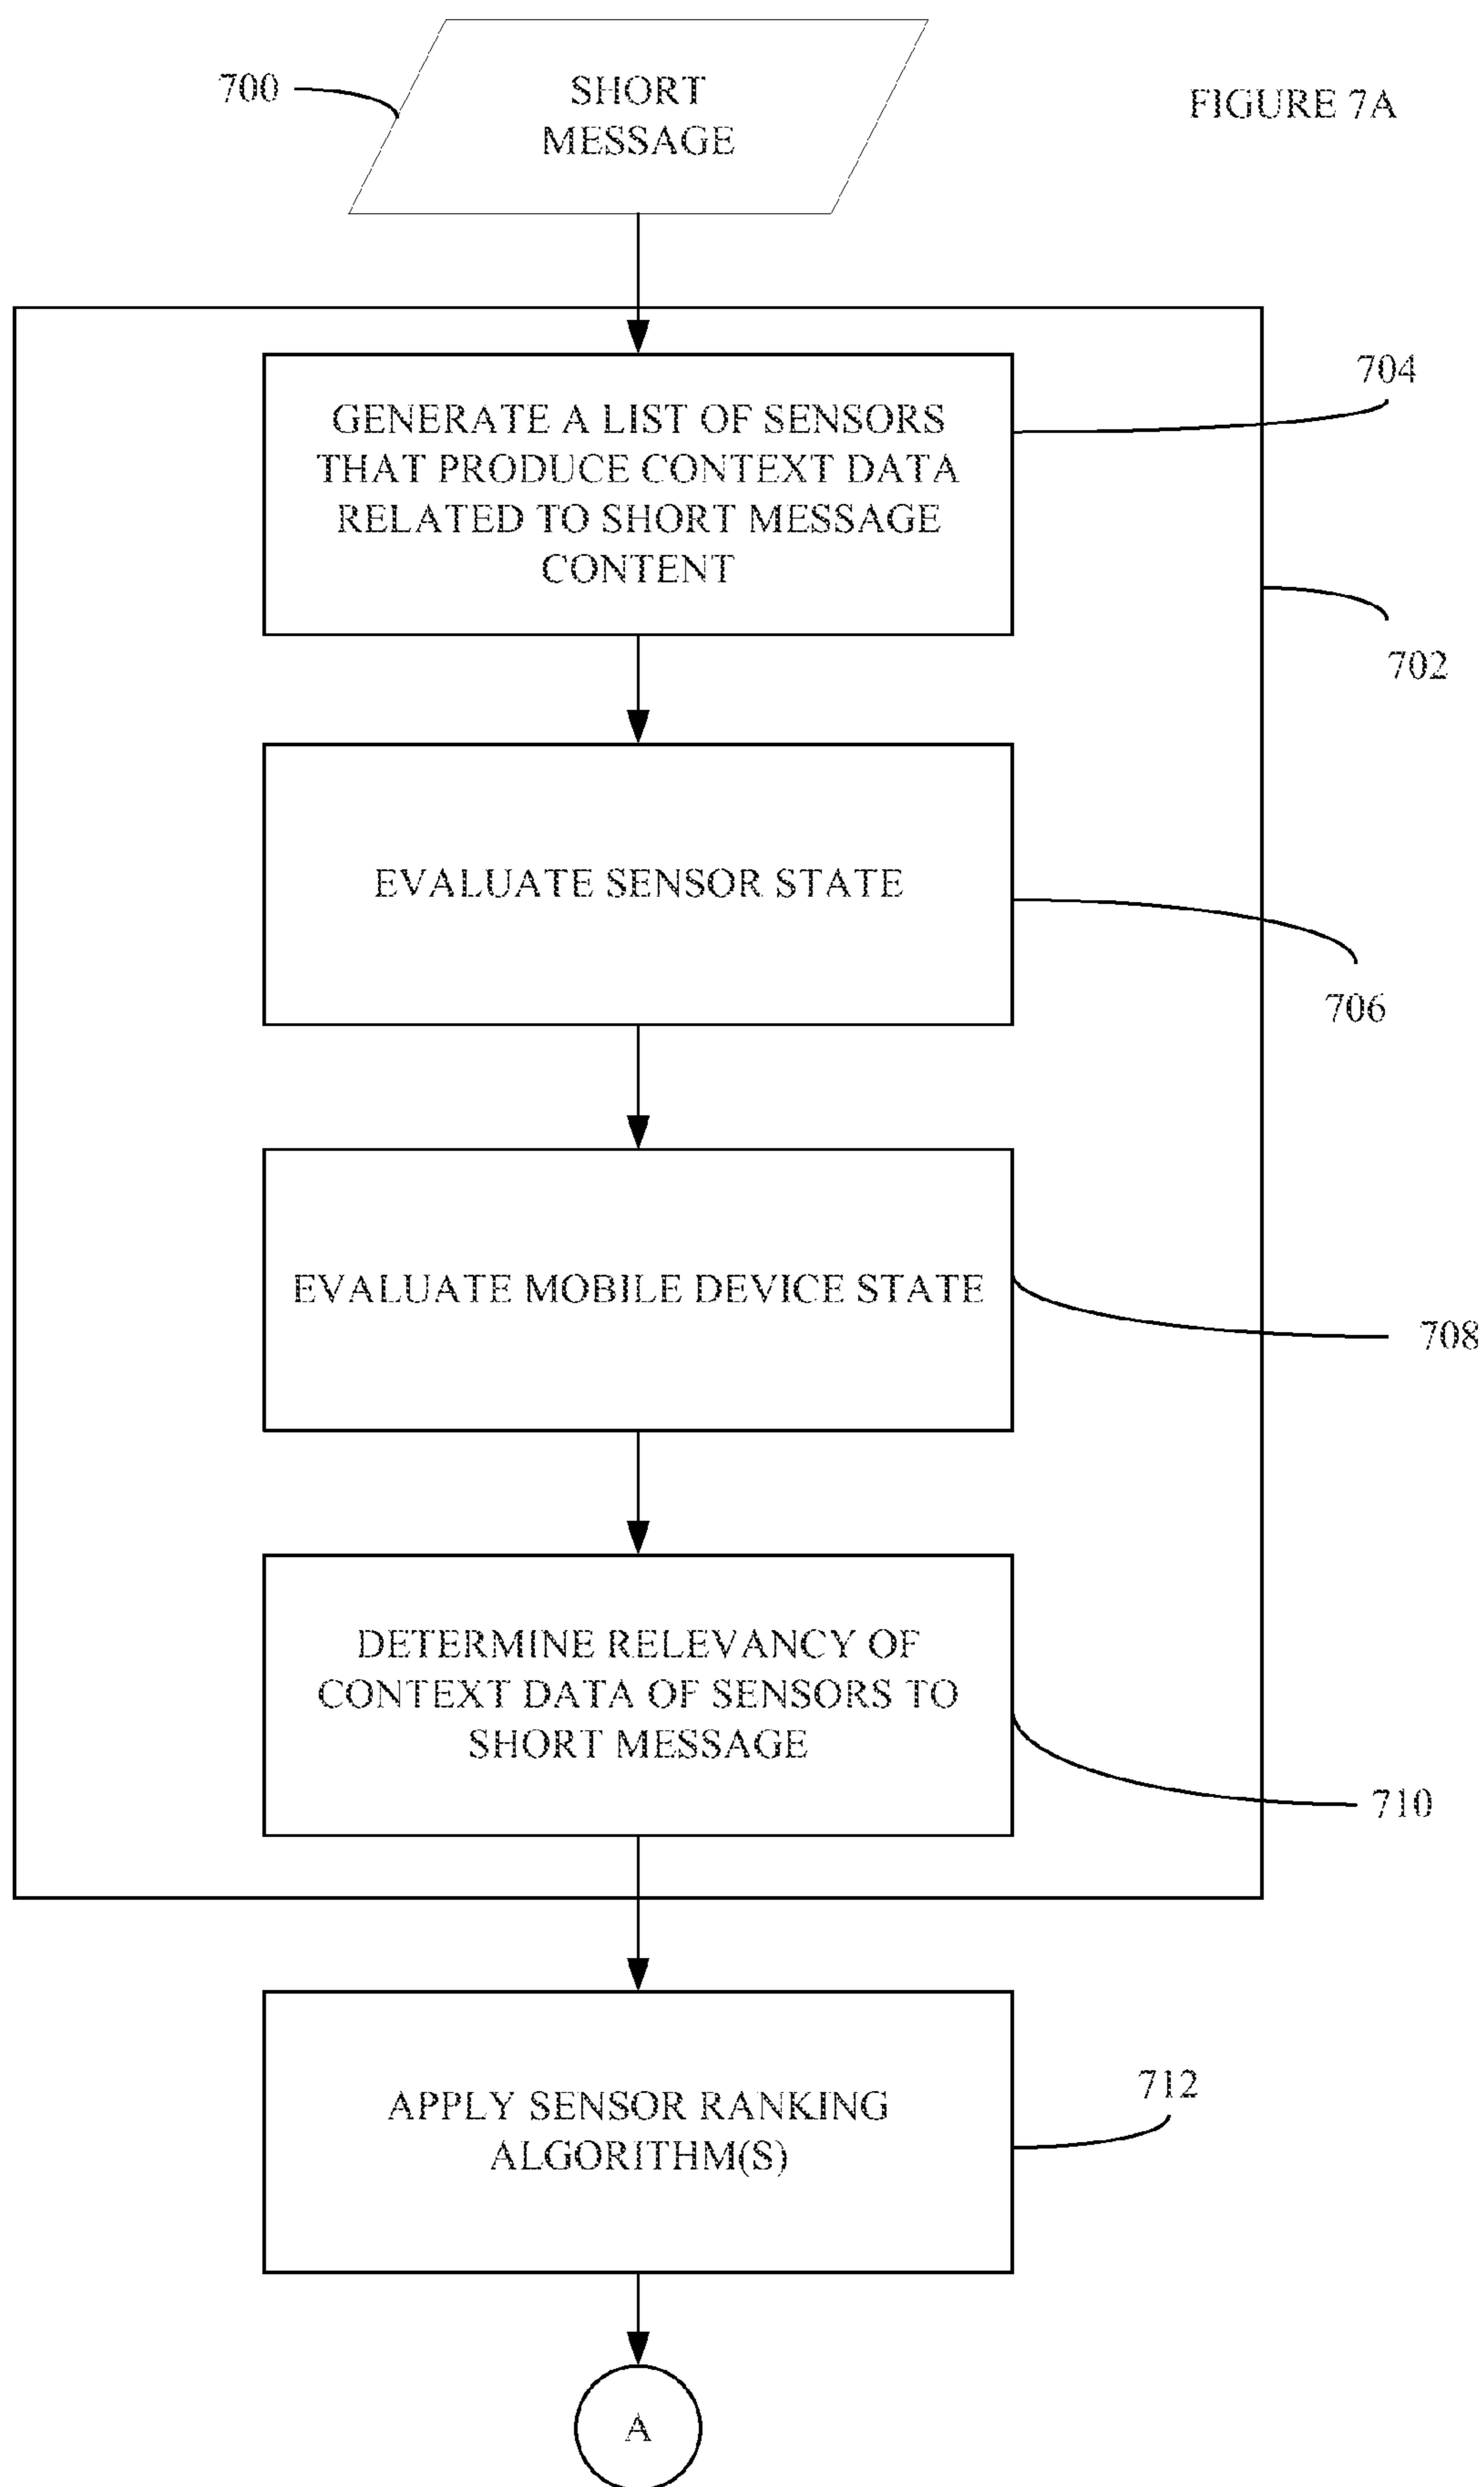 700
SHORT
MESSAGE
FIGURE 7A
704
GENERATE A LIST OF SENSORS
THAT PRODUCE CONTEXT DATA
RELATED TO SHORT MESSAGE
CONTENT
702
EVALUATE SENSOR STATE
706
EVALUATE MOBILE DEVICE STATE
708
DETERMINE RELEVANCY OF
CONTEXT DATA OF SENSORS TO
SHORT MESSAGE
710
712
APPLY SENSOR RANKING
ALGORITHM(S)
A